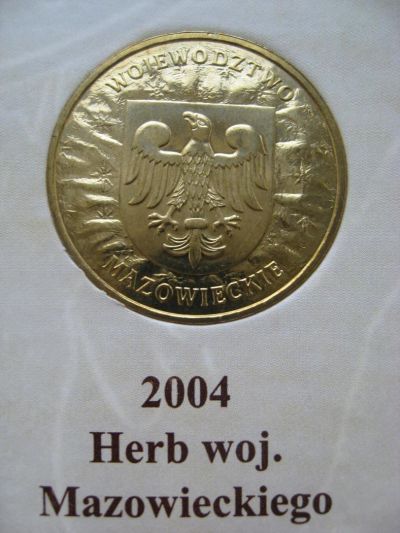 WOJEWÓDZTWO
MAZOWIECKIE
2004
Herb woj.
Mazowieckiego